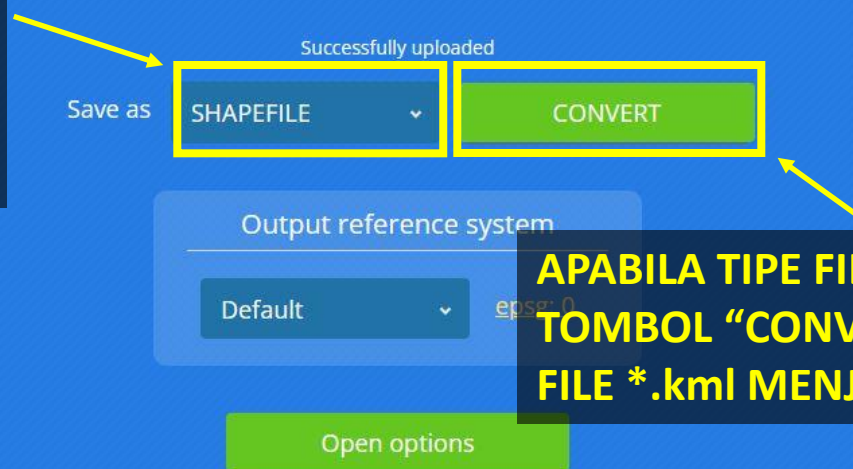 Successfully uploaded
Save as SHAPEFILE CONVERT
Output reference system
Default epsg: 0
APABILA TIPE
TOMBOL
FILE *.kml
Open options